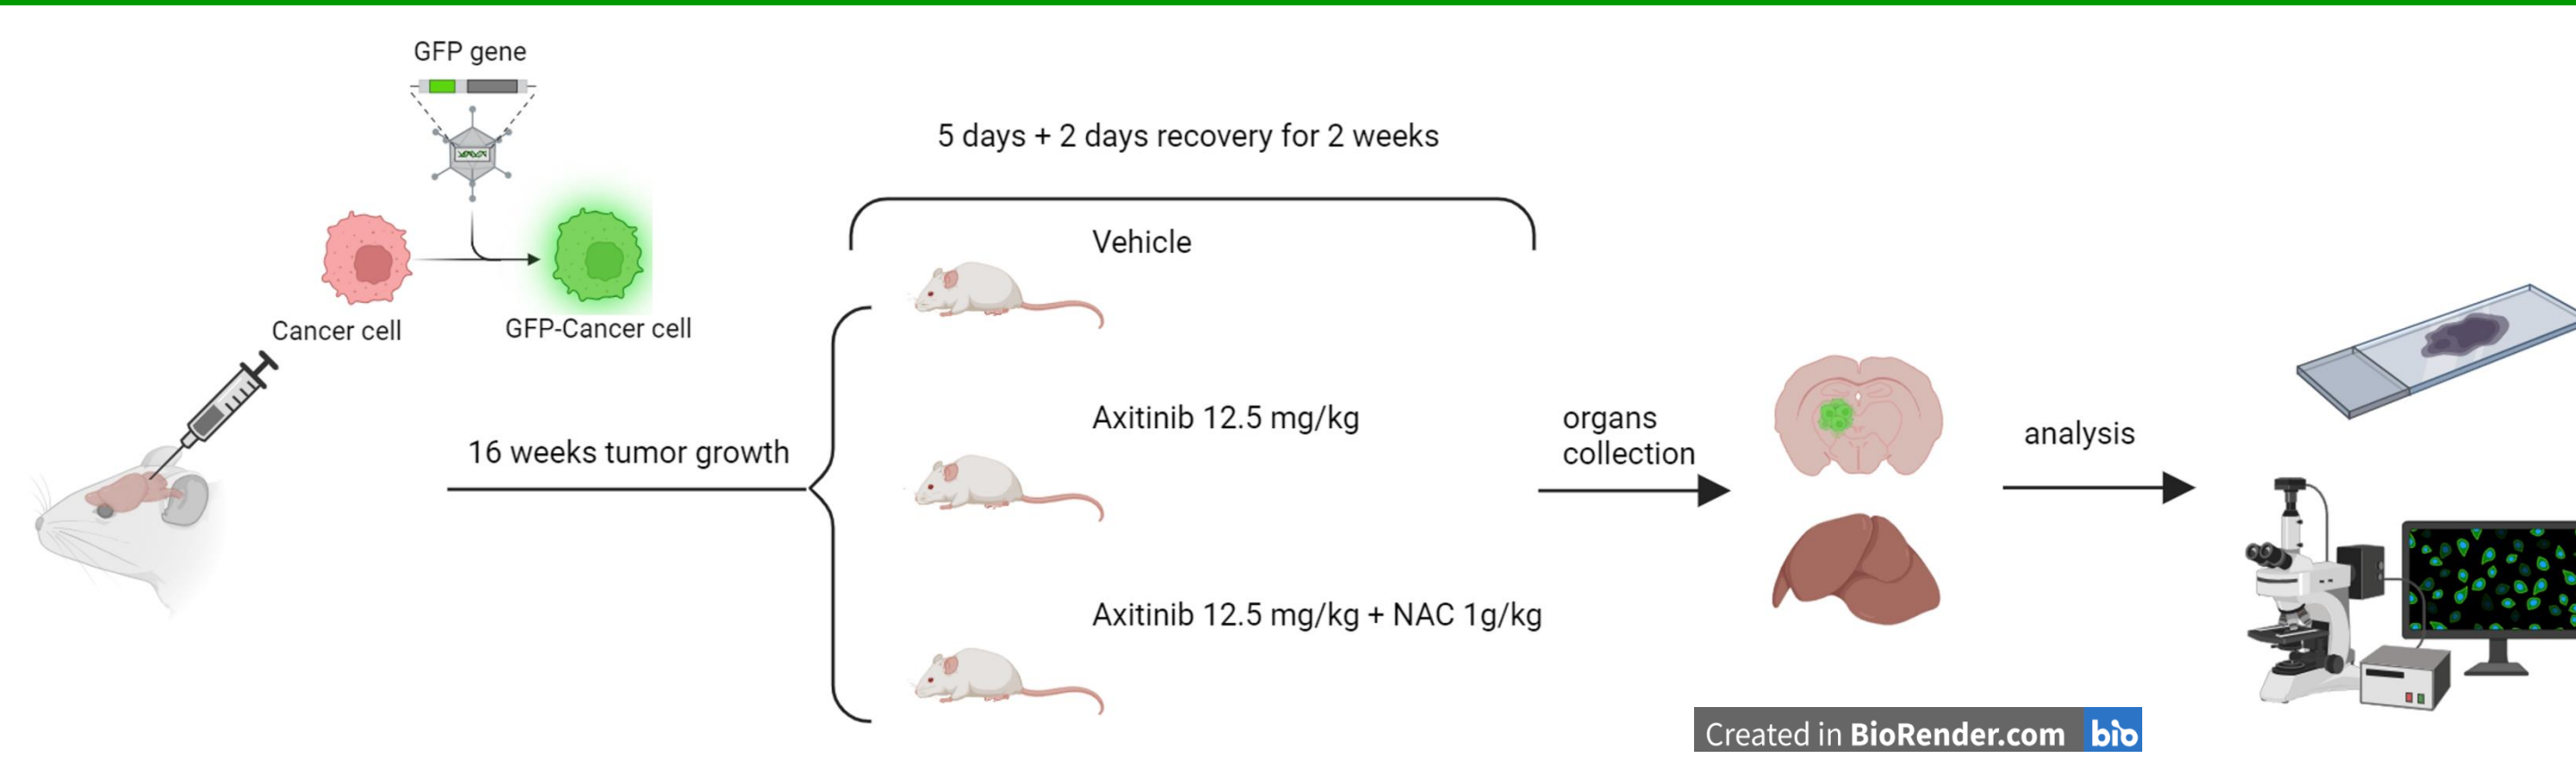 GFP gene
Cancer cell
GFP-Cancer cell
16 weeks tumor growth
5 days + 2 days recovery for 2 weeks
Vehicle
Axitinib 12.5 mg/kg
Axitinib 12.5 mg/kg + NAC 1g/kg
organs
collection
analysis
Created in BioRender.com bio